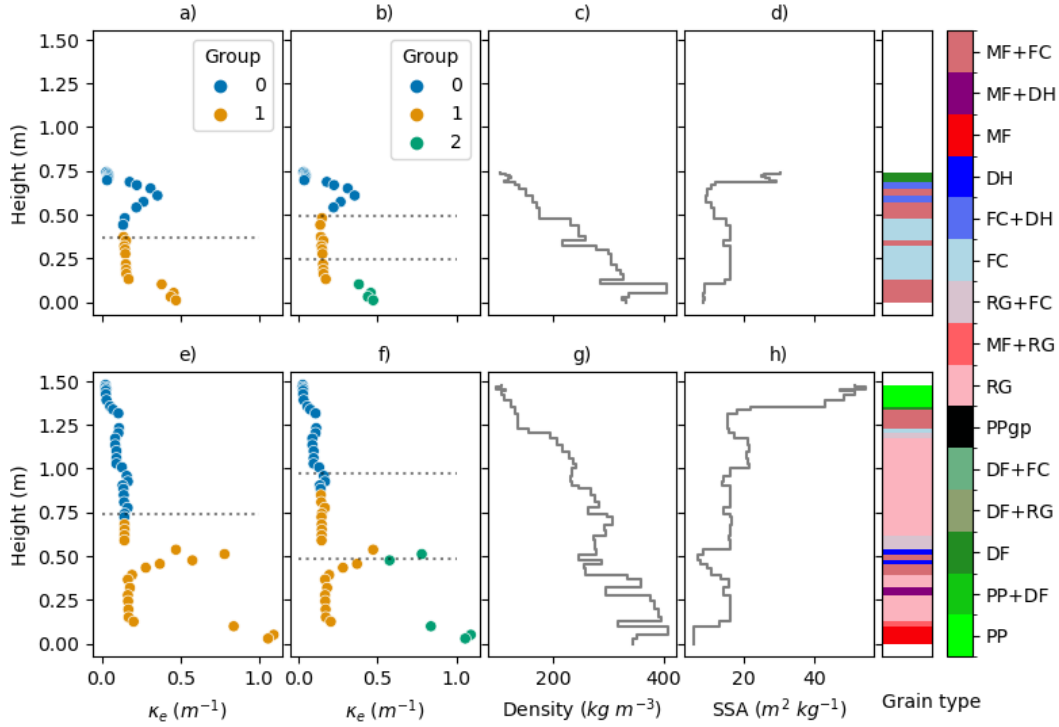 a)
b)
c)
d)
1.50
1.25
1.00
0.75
0.50
0.25
0.00
Height (m)
Group
0
1
Group
0
1
2
e)
f)
g)
h)
1.50
1.25
1.00
0.75
0.50
0.25
0.00
Height (m)
0.0
0.5
1.0
κe (m−1)
0.0
0.5
1.0
κe (m−1)
200
400
Density (kg m−3)
20
40
SSA (m2 kg−1)
Grain type
MF+FC
MF+DH
MF
DH
FC+DH
FC
RG+FC
MF+RG
RG
PPgp
DF+FC
DF+RG
DF
PP+DF
PP